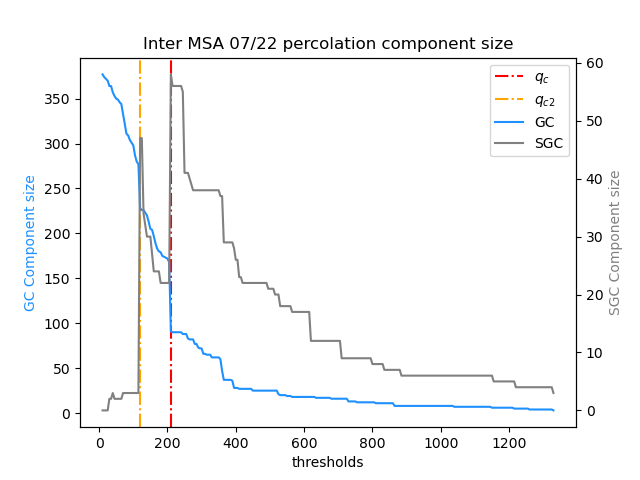 Inter MSA 07/22 percolation component size
GC Component size
350
300
250
200
150
100
50
0
60
50
40
30
20
10
0
SGC Component size
q_c
q_{c2}
GC
SGC
0 200 400 600 800 1000 1200
thresholds